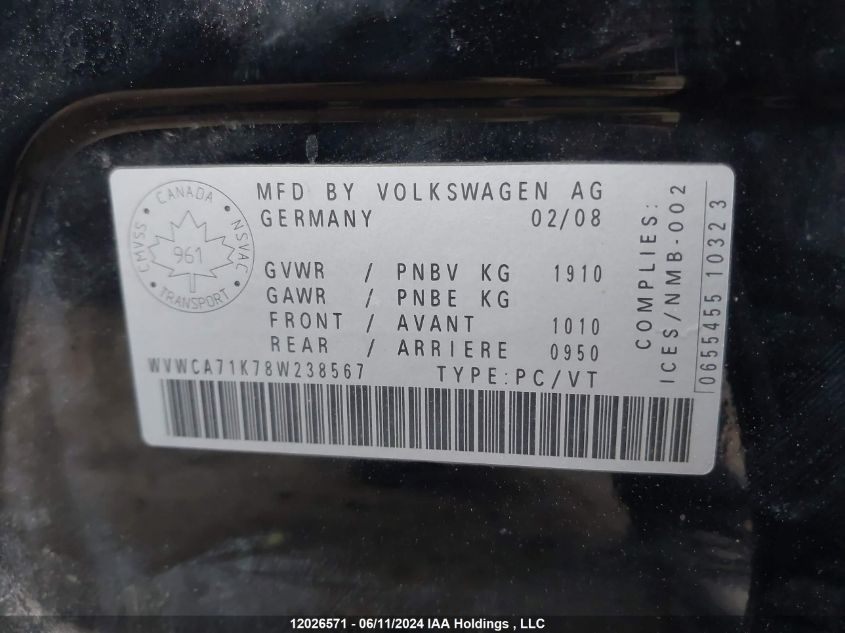 CANADA
CMVSS • NSVAC
961
• TRANSPORT •
MFD BY VOLKSWAGEN AG
GERMANY 02/08
GVWR / PNBV KG 1910
GAWR / PNBE KG
FRONT / AVANT 1010
REAR / ARRIERE 0950
WVWCA71K78W238567 TYPE:PC/VT
COMPLIES:
ICES/NMB-002
0655455 1032 3
12026571 - 06/11/2024 IAA Holdings , LLC